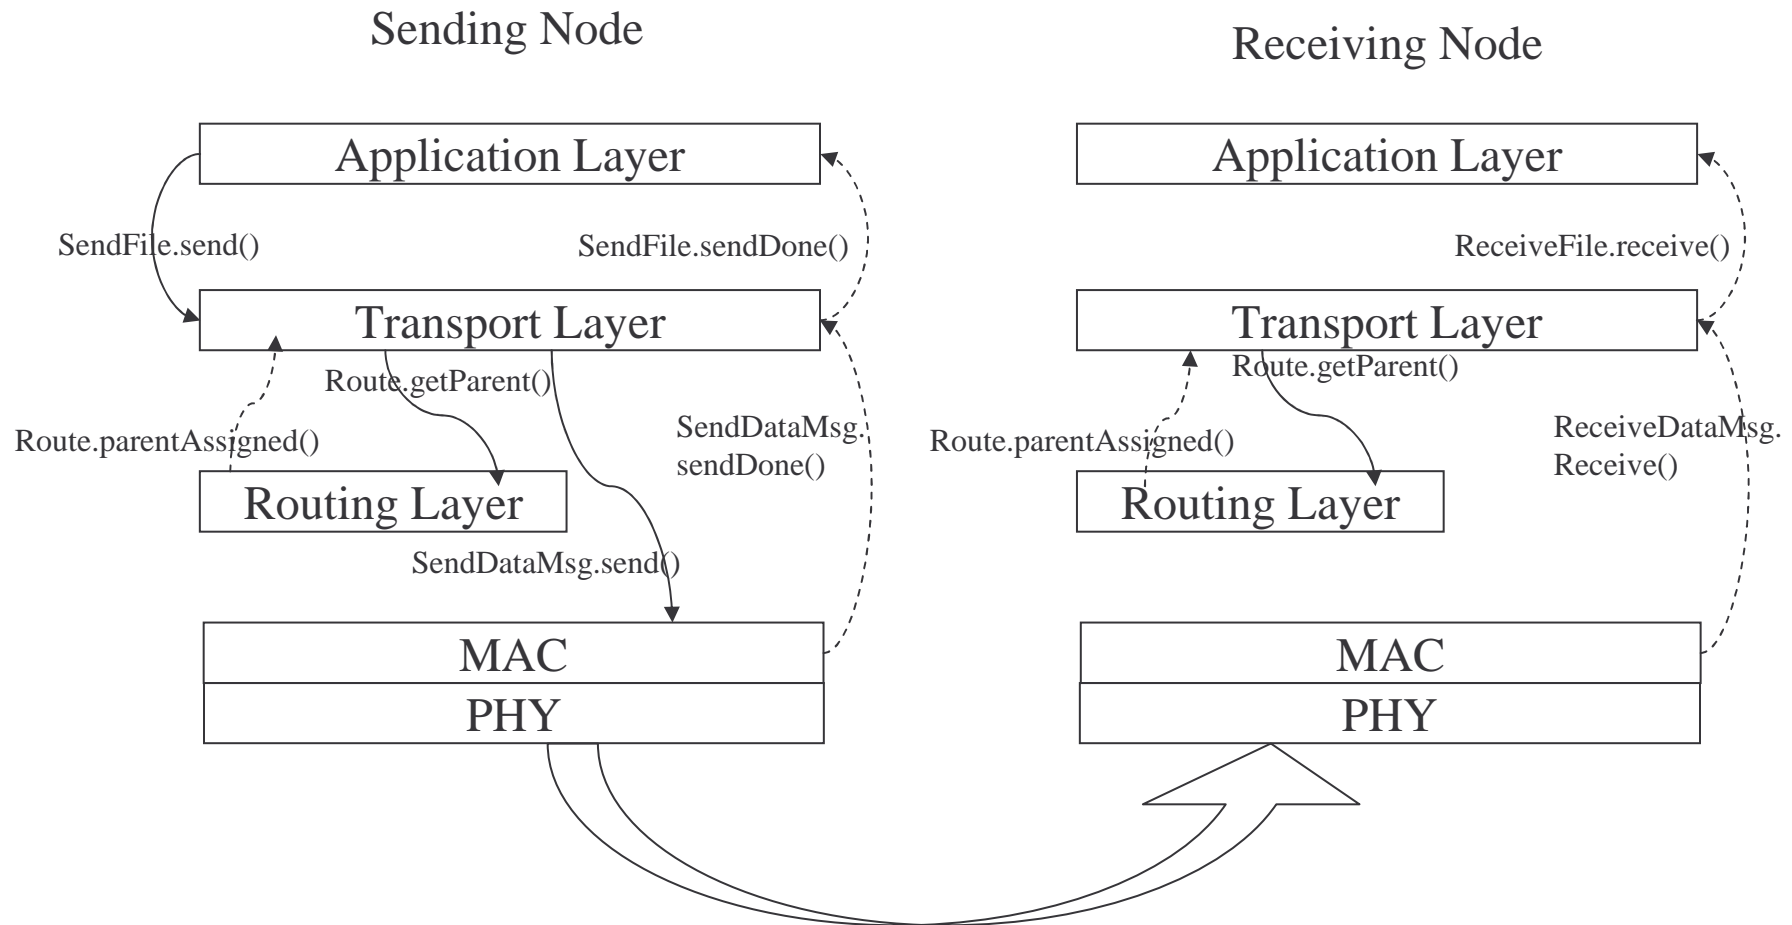 Sending Node
Receiving Node
Application Layer
Application Layer
SendFile.send()
SendFile.sendDone()
ReceiveFile.receive()
Transport Layer
Transport Layer
Route.getParent()
Route.getParent()
Route.parentAssigned()
SendDataMsg.
sendDone()
Route.parentAssigned()
ReceiveDataMsg.
Receive()
Routing Layer
Routing Layer
SendDataMsg.send()
MAC
MAC
PHY
PHY